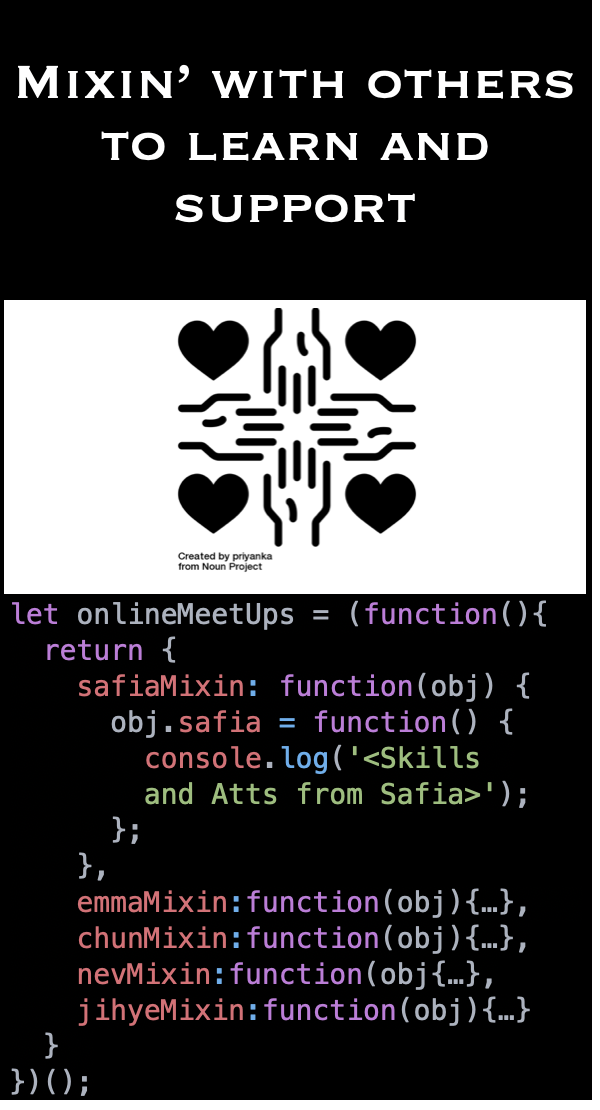 Mixin’ with others
to learn and
support
Created by priyanka
from Noun Project
let onlineMeetUps = (function(){
  return {
    safiaMixin: function(obj) {
      obj.safia = function() {
        console.log('<Skills
        and Atts from Safia>');
      };
    },
    emmaMixin:function(obj){…},
    chunMixin:function(obj){…},
    nevMixin:function(obj{…},
    jihyeMixin:function(obj){…}
  }
})();